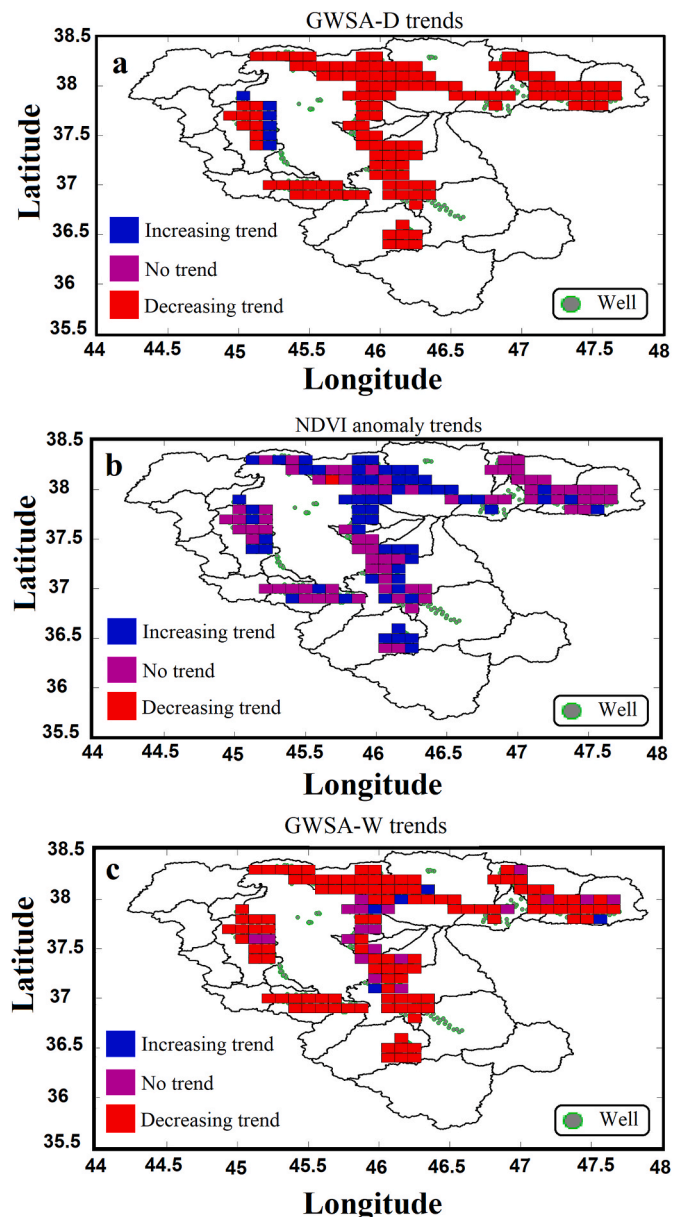 GWSA-D trends
38.5
a
38
37.5
Latitude
37
36.5
Increasing trend
No trend
36
Decreasing trend
Well
35.5
44 44.5 45 45.5 46 46.5 47 47.5 48
Longitude
NDVI anomaly trends
38.5
b
38
37.5
Latitude
37
36.5
Increasing trend
No trend
36
Decreasing trend
Well
35.5
44 44.5 45 45.5 46 46.5 47 47.5 48
Longitude
GWSA-W trends
38.5
c
38
37.5
Latitude
37
36.5
Increasing trend
36
No trend
Decreasing trend
Well
35.5
44 44.5 45 45.5 46 46.5 47 47.5 48
Longitude